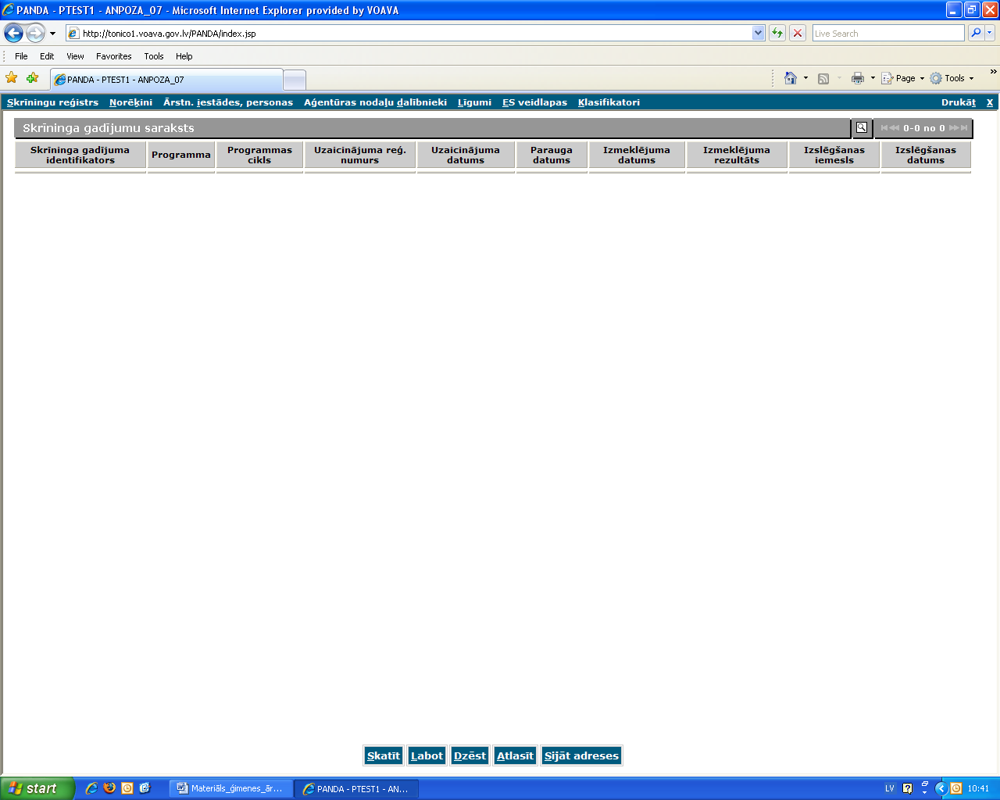 PANDA - PTEST1 - ANPOZA_07 - Microsoft Internet Explorer provided by VOAVA
http://tonico1.voava.gov.lv/PANDA/index.jsp
Live Search
File Edit View Favorites Tools Help
PANDA - PTEST1 - ANPOZA_07
Page Tools
Skrīningu reģistrs Norēķini Ārstn. iestādes, personas Aģentūras nodaļu dalībnieki Līgumi ES veidlapas Klasifikatori Drukāt X
Skrīninga gadījumu saraksts 0-0 no 0
Skrīninga gadījuma identifikators Programma Programmas cikls Uzaicinājuma reģ. numurs Uzaicinājuma datums Parauga datums Izmeklējuma datums Izmeklējuma rezultāts Izslēgšanas iemesls Izslēgšanas datums
Skatīt Labot Dzēst Atlasīt Sijāt adreses
start Materiāls_ģimenes_ār... PANDA - PTEST1 - AN... LV 10:41